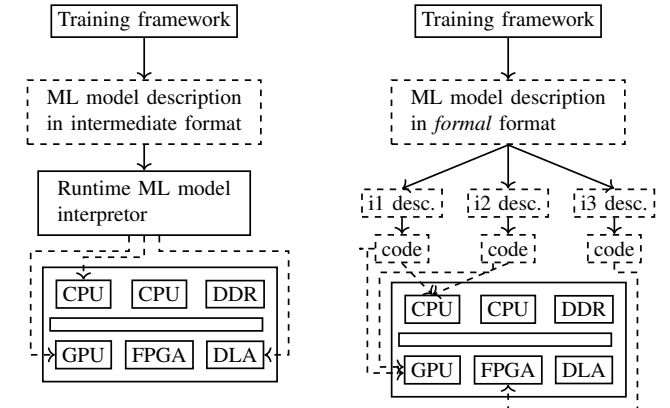 Training framework
ML model description
in intermediate format
Runtime ML model
interpretor
CPU CPU DDR
GPU FPGA DLA
Training framework
ML model description
in formal format
i1 desc. i2 desc. i3 desc.
code code code
CPU CPU DDR
GPU FPGA DLA